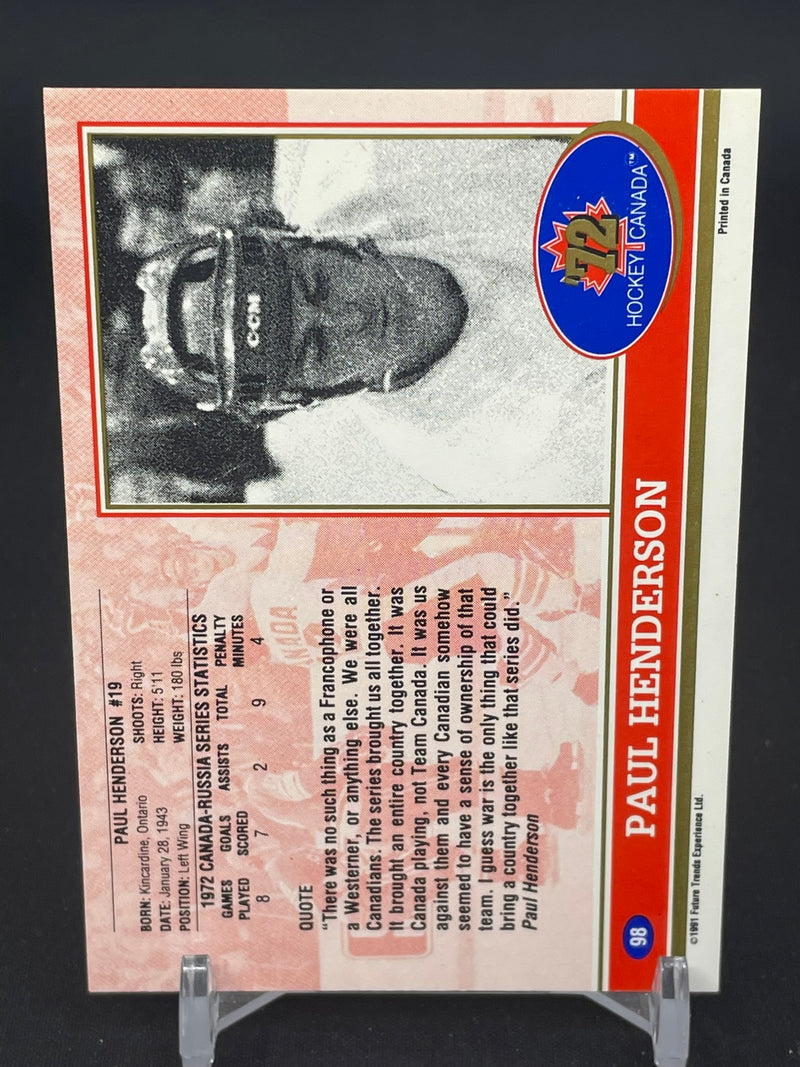 PAUL HENDERSON #19
BORN: Kincardine, Ontario SHOOTS: Right
DATE: January 28, 1943 HEIGHT: 5'11
POSITION: Left Wing WEIGHT: 180 lbs
1972 CANADA-RUSSIA SERIES STATISTICS
GAMES GOALS ASSISTS TOTAL PENALTY
PLAYED SCORED MINUTES
8 7 2 9 4
QUOTE
“There was no such thing as a Francophone or
a Westerner, or anything else. We were all
Canadians. The series brought us all together.
It brought an entire country together. It was
Canada playing, not Team Canada. It was us
against them and every Canadian somehow
seemed to have a sense of ownership of that
team. I guess war is the only thing that could
bring a country together like that series did.”
Paul Henderson
CCM
NADA
'72
HOCKEY CANADA™
98
PAUL HENDERSON
©1991 Future Trends Experience Ltd.
Printed in Canada